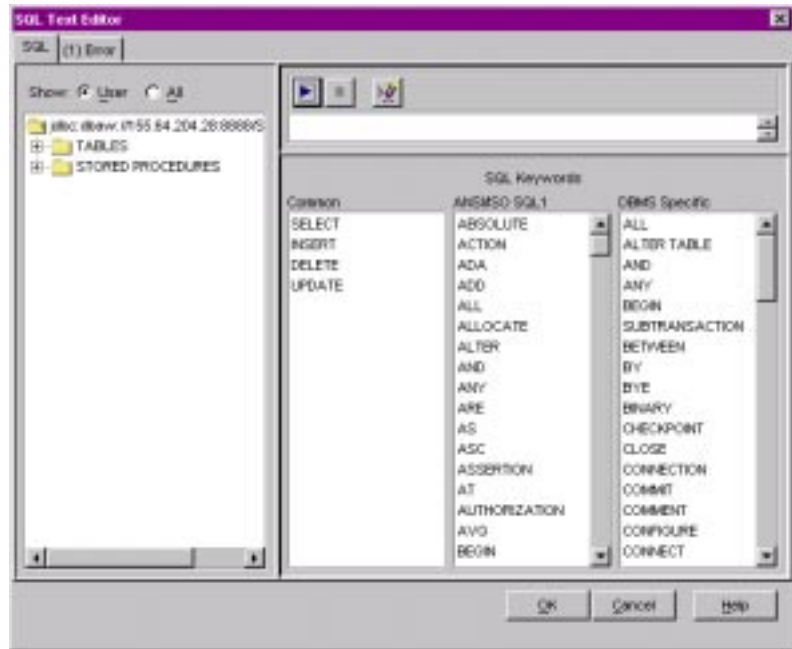 SQL Text Editor
SQL
(1) Error
Show: User All
TABLES
STORED PROCEDURES
SQL Keywords
Common
SELECT
INSERT
DELETE
UPDATE
ANSI/ISO SQL1
ABSOLUTE
ACTION
ADA
ADD
ALL
ALLOCATE
ALTER
AND
ANY
ARE
AS
ASC
ASSERTION
AT
AUTHORIZATION
AVG
BEGIN
DBMS Specific
ALL
ALTER TABLE
AND
ANY
BEGIN
SUBTRANSACTION
BETWEEN
BY
BYE
BINARY
CHECKPOINT
CLOSE
CONNECTION
COMMIT
COMMENT
CONFIGURE
CONNECT
OK
Cancel
Help